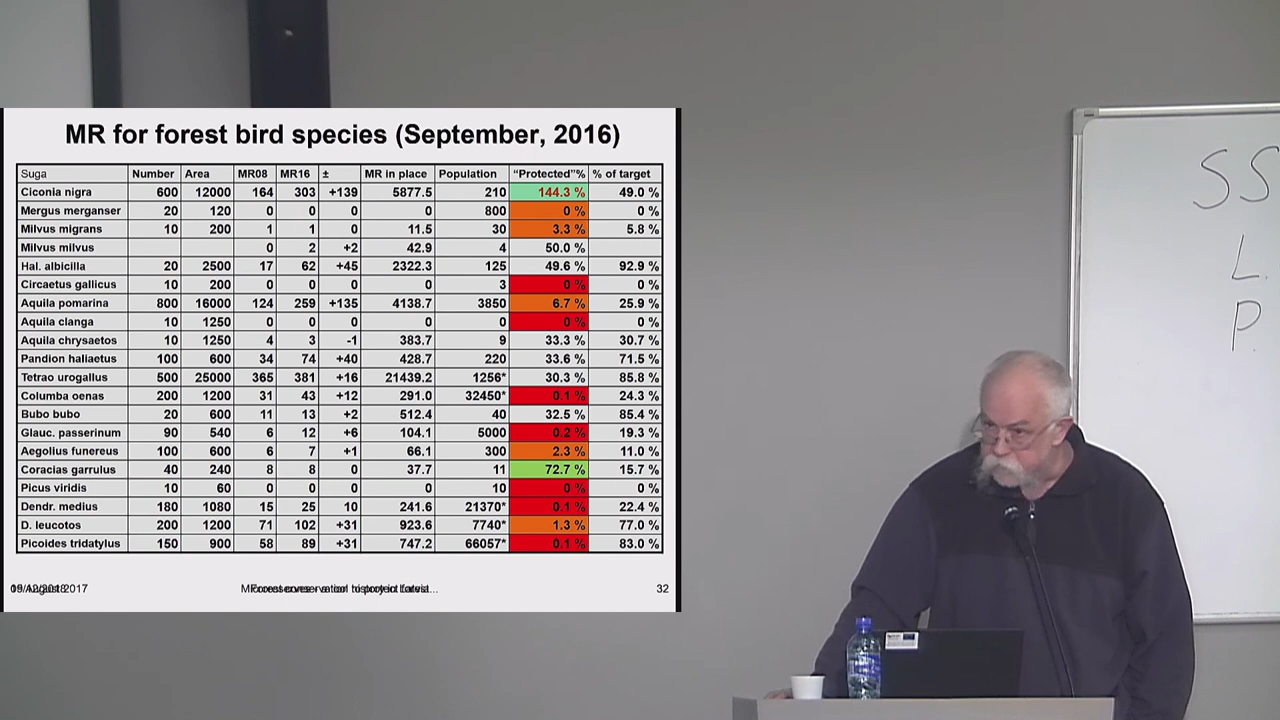 MR for forest bird species (September, 2016)
Suga Number Area MR08 MR16 ± MR in place Population “Protected”% % of target
Ciconia nigra 600 12000 164 303 +139 5877.5 210 144.3 % 49.0 %
Mergus merganser 20 120 0 0 0 0 800 0 % 0 %
Milvus migrans 10 200 1 1 0 11.5 30 3.3 % 5.8 %
Milvus milvus 0 2 +2 42.9 4 50.0 %
Hal. albicilla 20 2500 17 62 +45 2322.3 125 49.6 % 92.9 %
Circaetus gallicus 10 200 0 0 0 0 3 0 % 0 %
Aquila pomarina 800 16000 124 259 +135 4138.7 3850 6.7 % 25.9 %
Aquila clanga 10 1250 0 0 0 0 0 0 % 0 %
Aquila chrysaetos 10 1250 4 3 -1 383.7 9 33.3 % 30.7 %
Pandion haliaetus 100 600 34 74 +40 428.7 220 33.6 % 71.5 %
Tetrao urogallus 500 25000 365 381 +16 21439.2 1256* 30.3 % 85.8 %
Columba oenas 200 1200 31 43 +12 291.0 32450* 0.1 % 24.3 %
Bubo bubo 20 600 11 13 +2 512.4 40 32.5 % 85.4 %
Glauc. passerinum 90 540 6 12 +6 104.1 5000 0.2 % 19.3 %
Aegolius funereus 100 600 6 7 +1 66.1 300 2.3 % 11.0 %
Coracias garrulus 40 240 8 8 0 37.7 11 72.7 % 15.7 %
Picus viridis 10 60 0 0 0 0 10 0 % 0 %
Dendr. medius 180 1080 15 25 10 241.6 21370* 0.1 % 22.4 %
D. leucotos 200 1200 71 102 +31 923.6 7740* 1.3 % 77.0 %
Picoides tridatylus 150 900 58 89 +31 747.2 66057* 0.1 % 83.0 %
32
SS
L.
P.